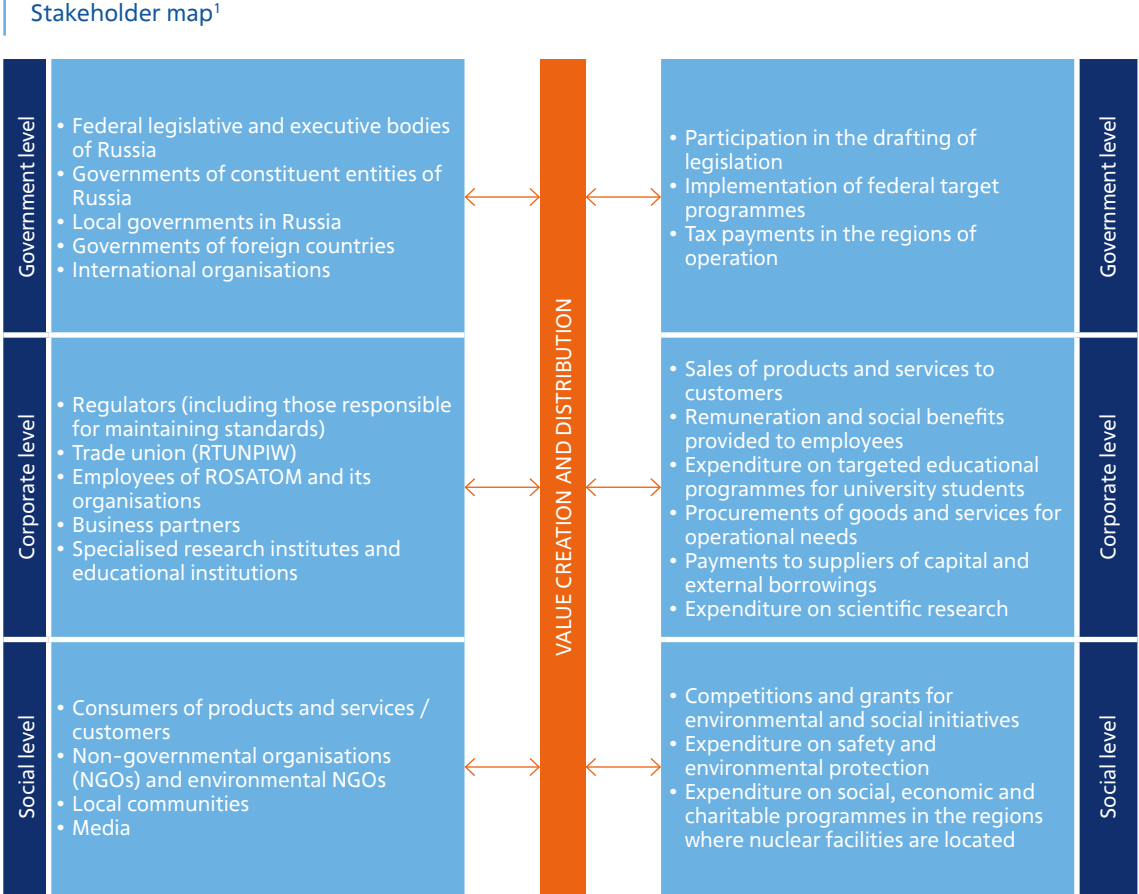 Stakeholder map¹
Government level
• Federal legislative and executive bodies
of Russia
• Governments of constituent entities of
Russia
• Local governments in Russia
• Governments of foreign countries
• International organisations
• Participation in the drafting of
legislation
• Implementation of federal target
programmes
• Tax payments in the regions of
operation
Government level
VALUE CREATION AND DISTRIBUTION
Corporate level
• Regulators (including those responsible
for maintaining standards)
• Trade union (RTUNPIW)
• Employees of ROSATOM and its
organisations
• Business partners
• Specialised research institutes and
educational institutions
• Sales of products and services to
customers
• Remuneration and social benefits
provided to employees
• Expenditure on targeted educational
programmes for university students
• Procurements of goods and services for
operational needs
• Payments to suppliers of capital and
external borrowings
• Expenditure on scientific research
Corporate level
Social level
• Consumers of products and services /
customers
• Non-governmental organisations
(NGOs) and environmental NGOs
• Local communities
• Media
• Competitions and grants for
environmental and social initiatives
• Expenditure on safety and
environmental protection
• Expenditure on social, economic and
charitable programmes in the regions
where nuclear facilities are located
Social level